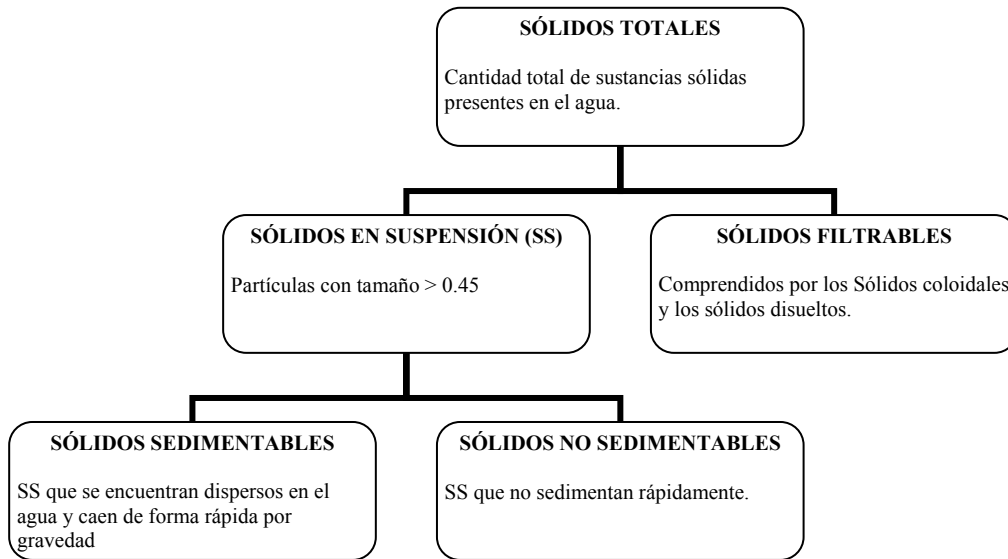 SÓLIDOS TOTALES
Cantidad total de sustancias sólidas
presentes en el agua.
SÓLIDOS EN SUSPENSIÓN (SS)
Partículas con tamaño > 0.45
SÓLIDOS FILTRABLES
Comprendidos por los Sólidos coloidales
y los sólidos disueltos.
SÓLIDOS SEDIMENTABLES
SS que se encuentran dispersos en el
agua y caen de forma rápida por
gravedad
SÓLIDOS NO SEDIMENTABLES
SS que no sedimentan rápidamente.